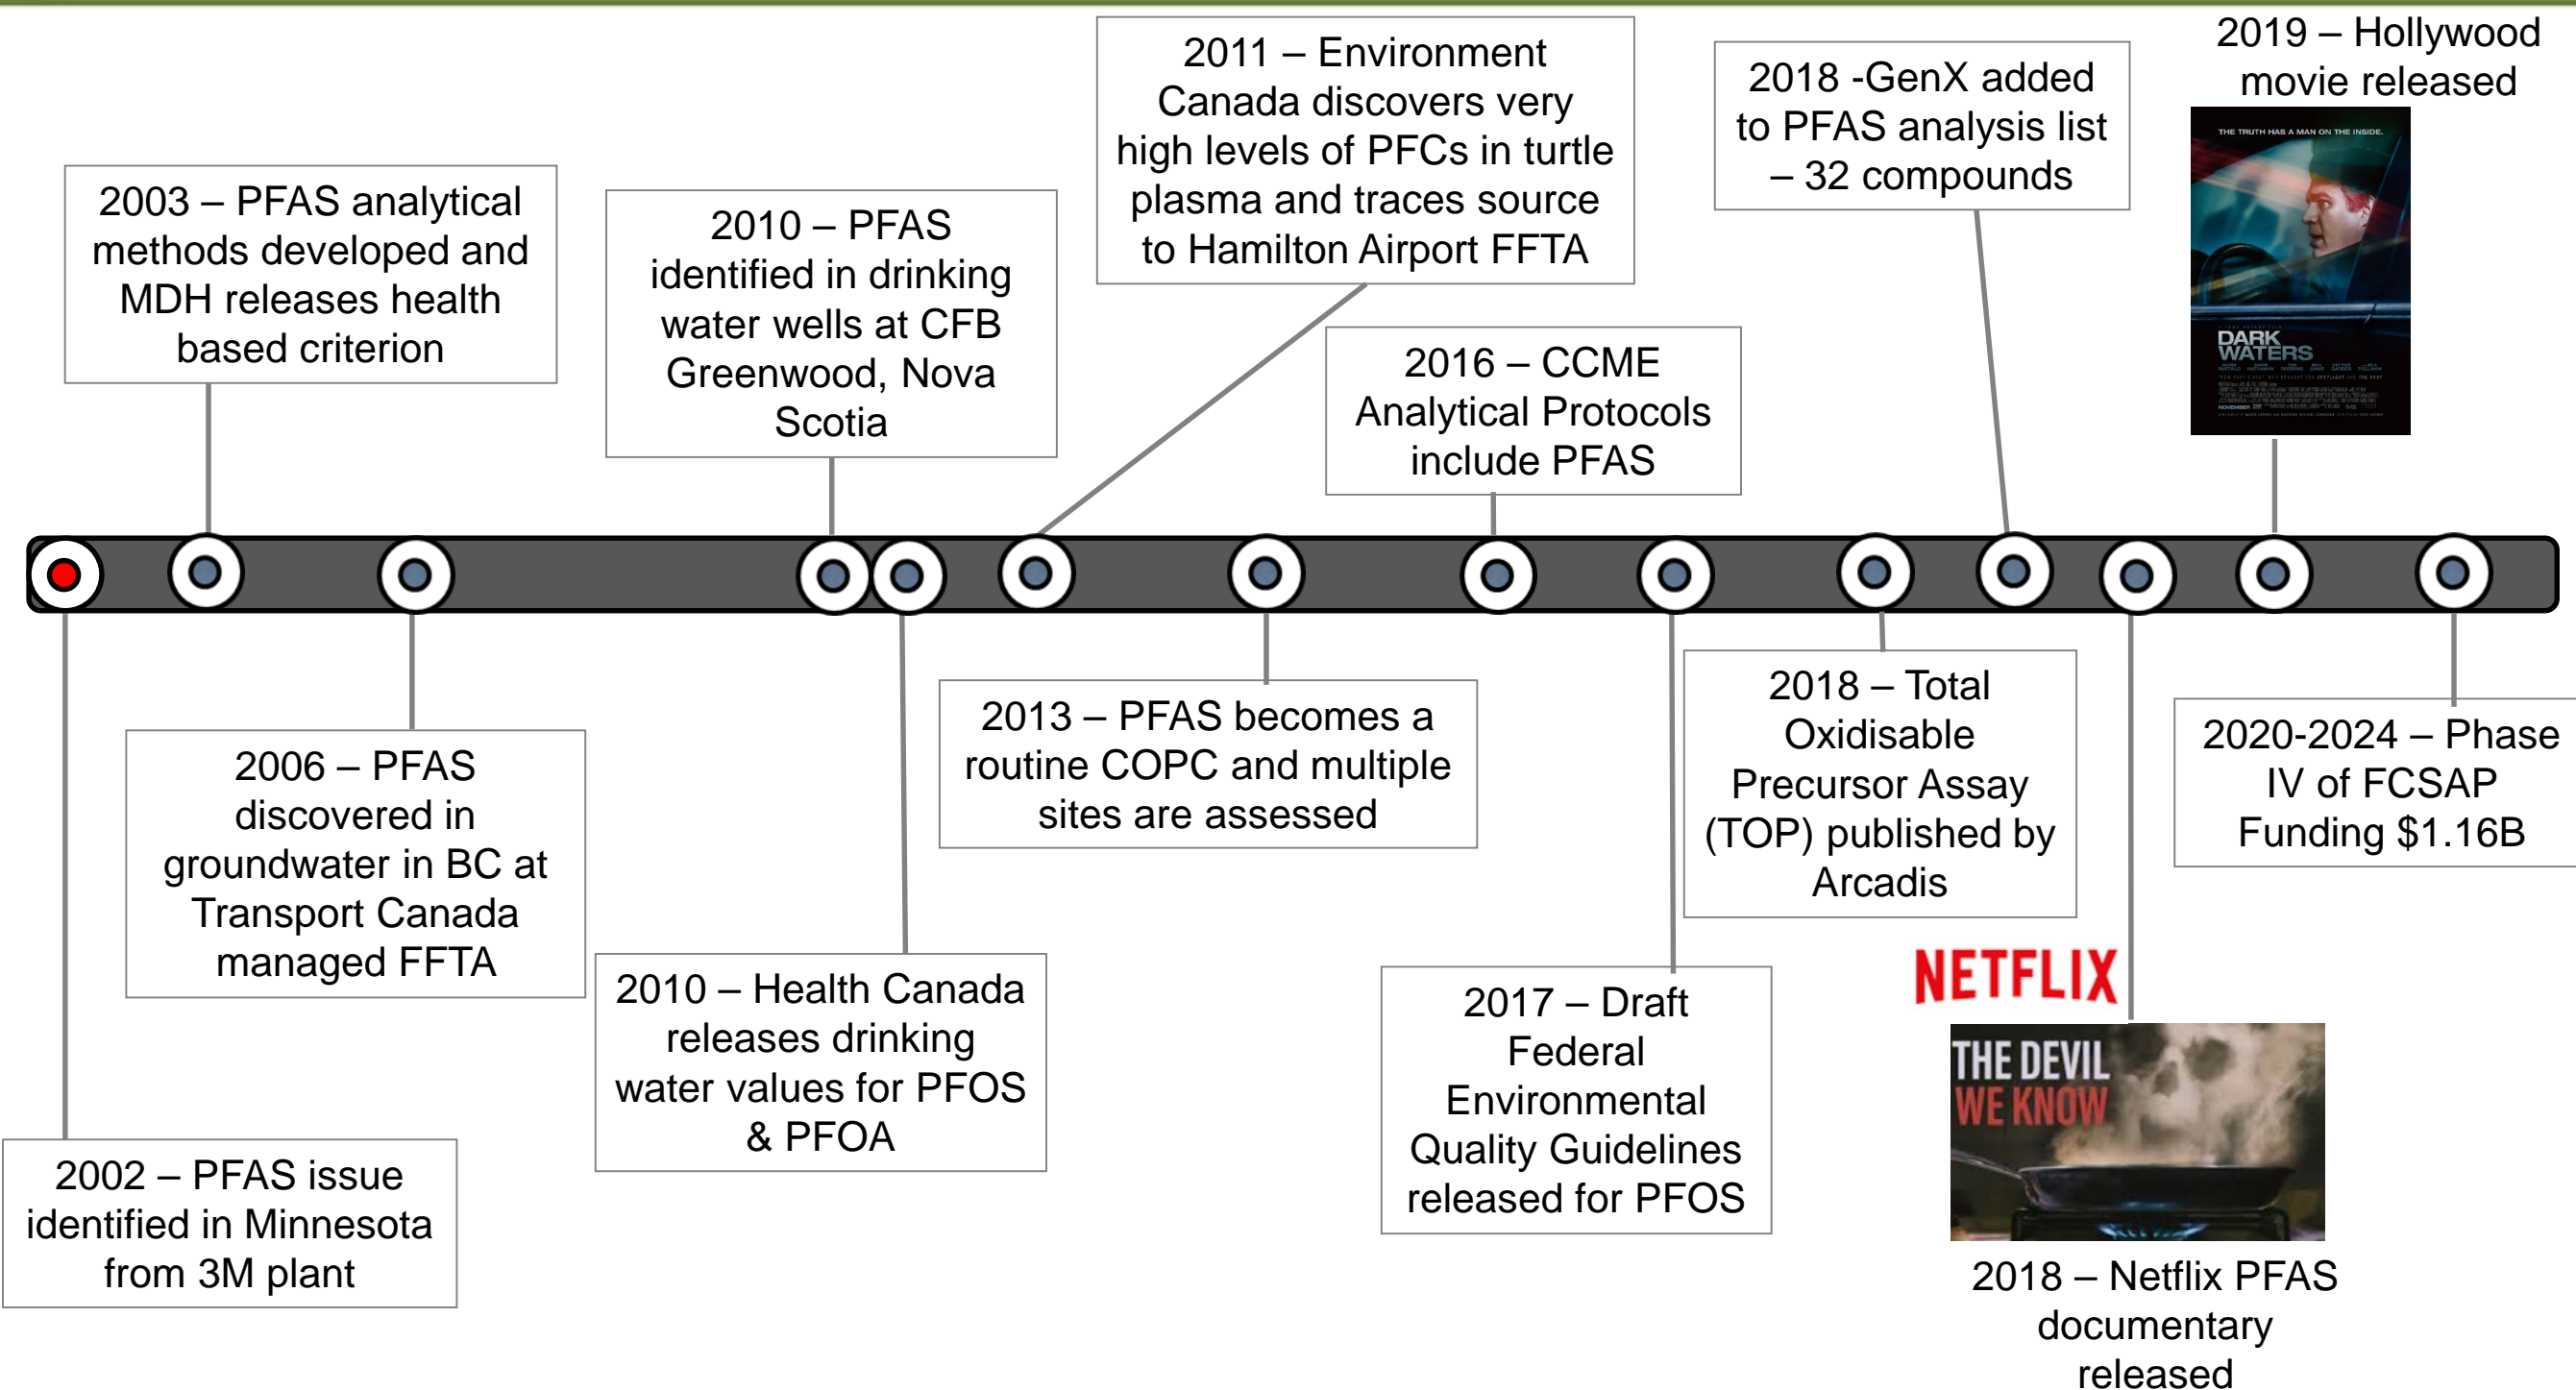 2003 – PFAS analytical
methods developed and
MDH releases health
based criterion
2010 – PFAS
identified in drinking
water wells at CFB
Greenwood, Nova
Scotia
2011 – Environment
Canada discovers very
high levels of PFCs in turtle
plasma and traces source
to Hamilton Airport FFTA
2016 – CCME
Analytical Protocols
include PFAS
2018 -GenX added
to PFAS analysis list
– 32 compounds
2019 – Hollywood
movie released
THE TRUTH HAS A MAN ON THE INSIDE.
DARK
WATERS
NOVEMBER
2002 – PFAS issue
identified in Minnesota
from 3M plant
2006 – PFAS
discovered in
groundwater in BC at
Transport Canada
managed FFTA
2010 – Health Canada
releases drinking
water values for PFOS
& PFOA
2013 – PFAS becomes a
routine COPC and multiple
sites are assessed
2017 – Draft
Federal
Environmental
Quality Guidelines
released for PFOS
2018 – Total
Oxidisable
Precursor Assay
(TOP) published by
Arcadis
NETFLIX
THE DEVIL
WE KNOW
2018 – Netflix PFAS
documentary
released
2020-2024 – Phase
IV of FCSAP
Funding $1.16B